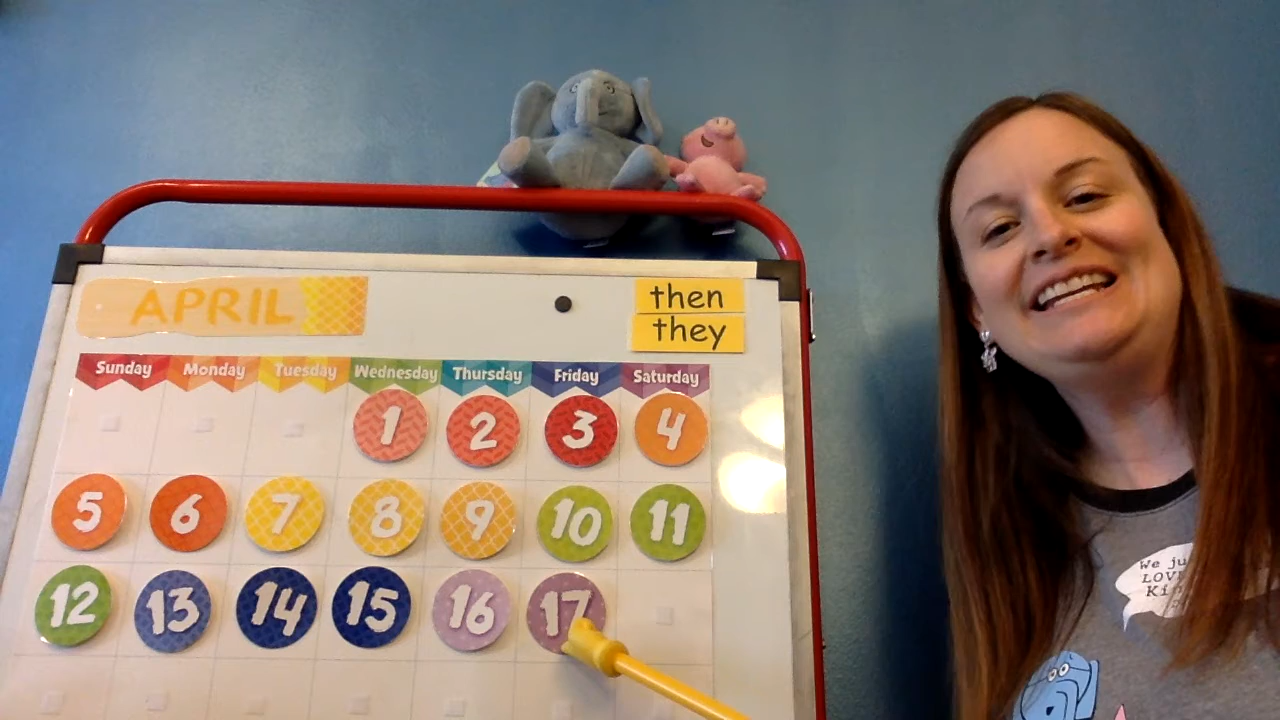 APRIL
then
they
Sunday Monday Tuesday Wednesday Thursday Friday Saturday
1 2 3 4
5 6 7 8 9 10 11
12 13 14 15 16 17
We
LOV
Ki